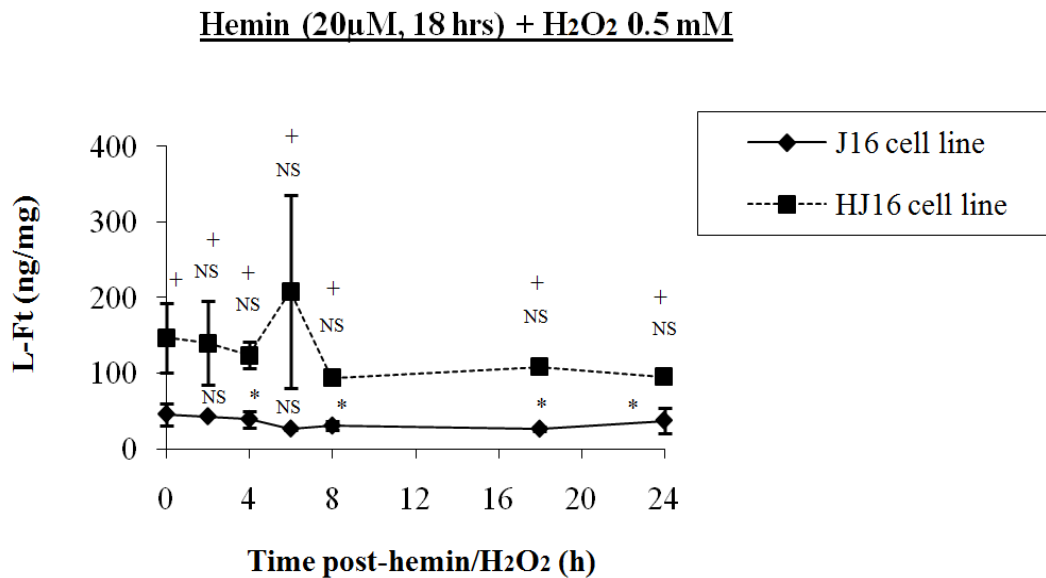 Hemin (20µM, 18 hrs) + H₂O₂ 0.5 mM
J16 cell line
HJ16 cell line
L-Ft (ng/mg)
400
300
200
100
0
+
+
NS
+
NS
+
NS
+
NS
+
NS
+
NS
NS
*
NS
*
*
*
0
4
8
12
16
20
24
Time post-hemin/H₂O₂ (h)